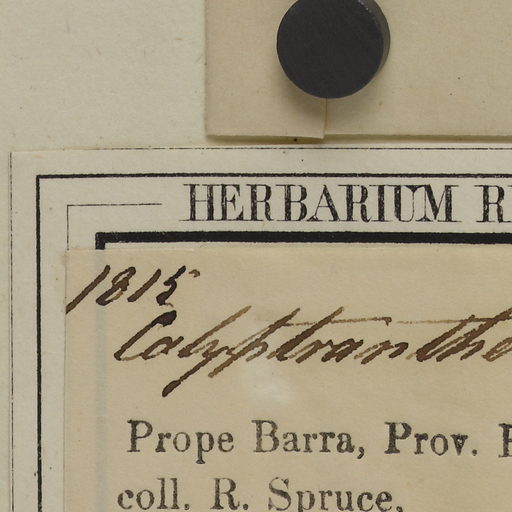 HERBARIUM R
1815
Calyptranthe
Prope Barra, Prov.
coll. R. Spruce,